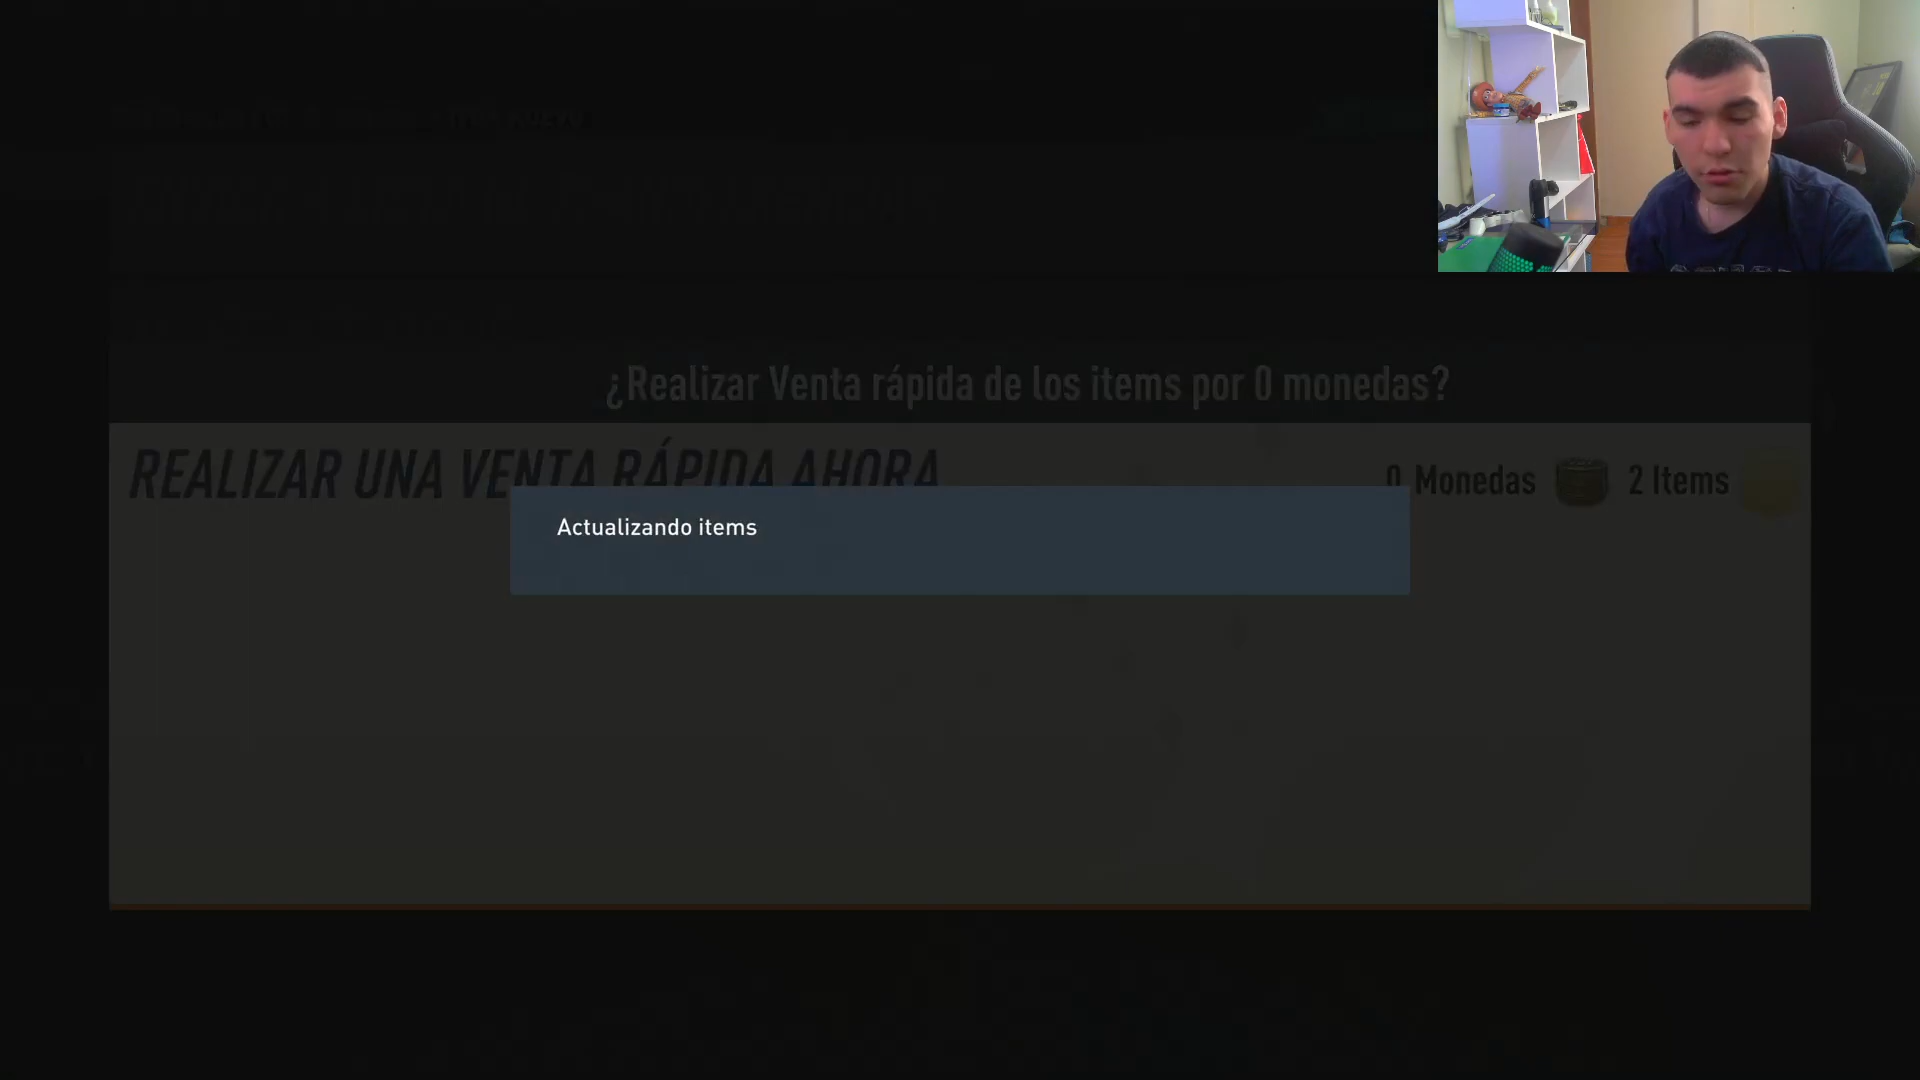 ¿Realizar Venta rápida de los items por 0 monedas?
REALIZAR UNA VENTA RÁPIDA AHORA
0 Monedas 2 Items
Actualizando items